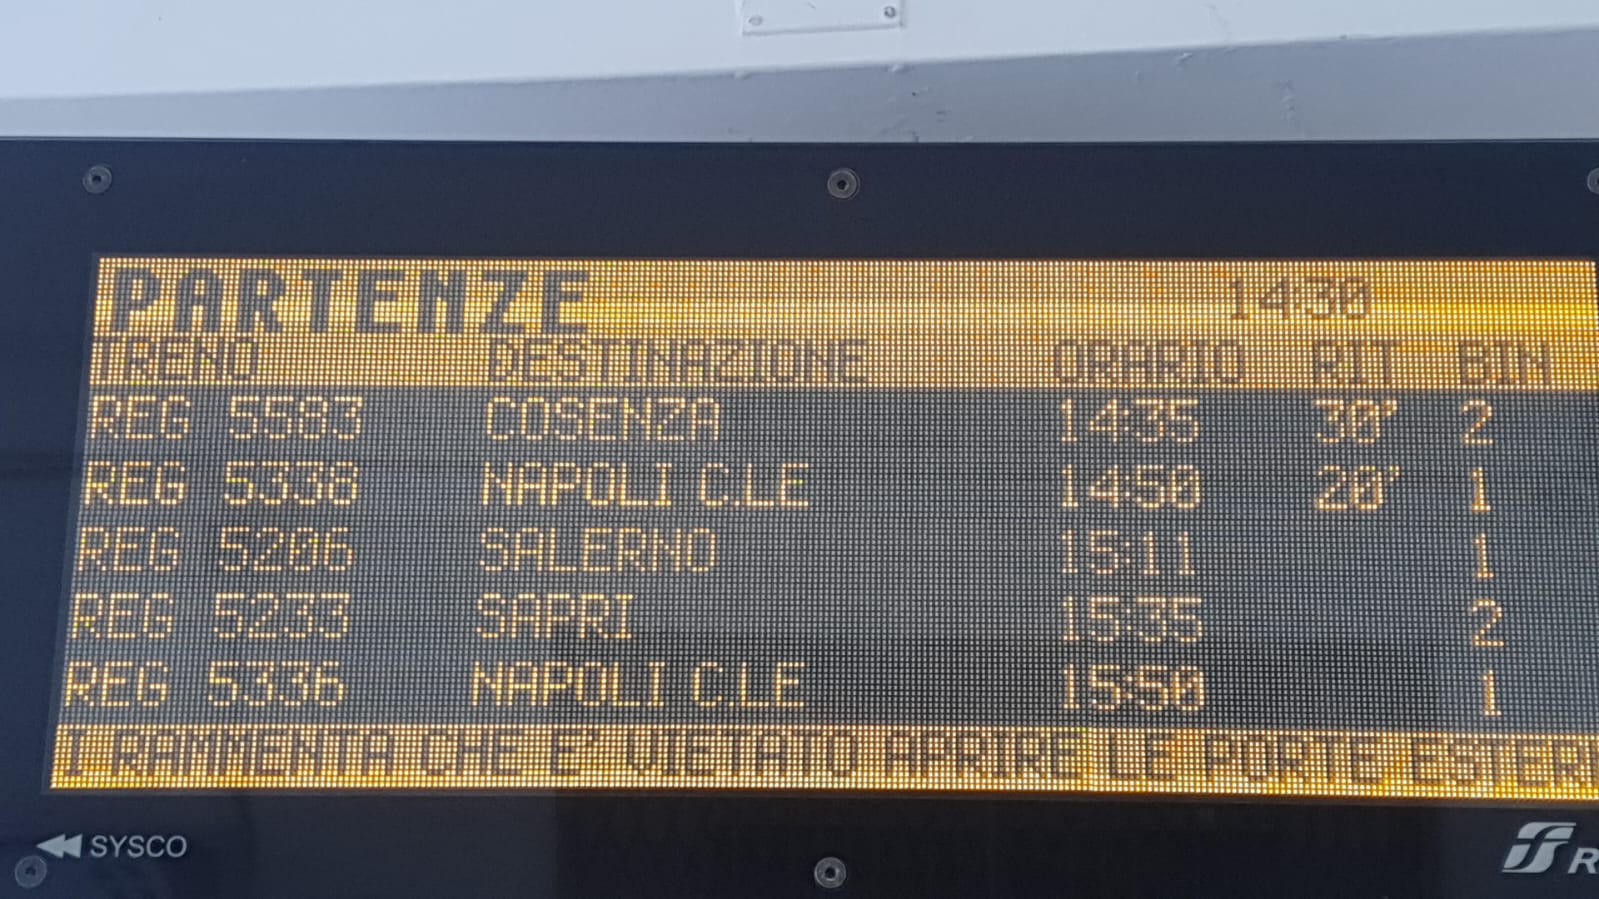 PARTENZE 14:30
TRENO DESTINAZIONE ORARIO RIT BIN
REG 5583 COSENZA 14:35 30' 2
REG 5338 NAPOLI C.LE 14:50 20' 1
REG 5206 SALERNO 15:11 1
REG 5233 SAPRI 15:35 2
REG 5336 NAPOLI C.LE 15:50 1
I RAMMENTA CHE E' VIETATO APRIRE LE PORTE ESTERN
SYSCO
R